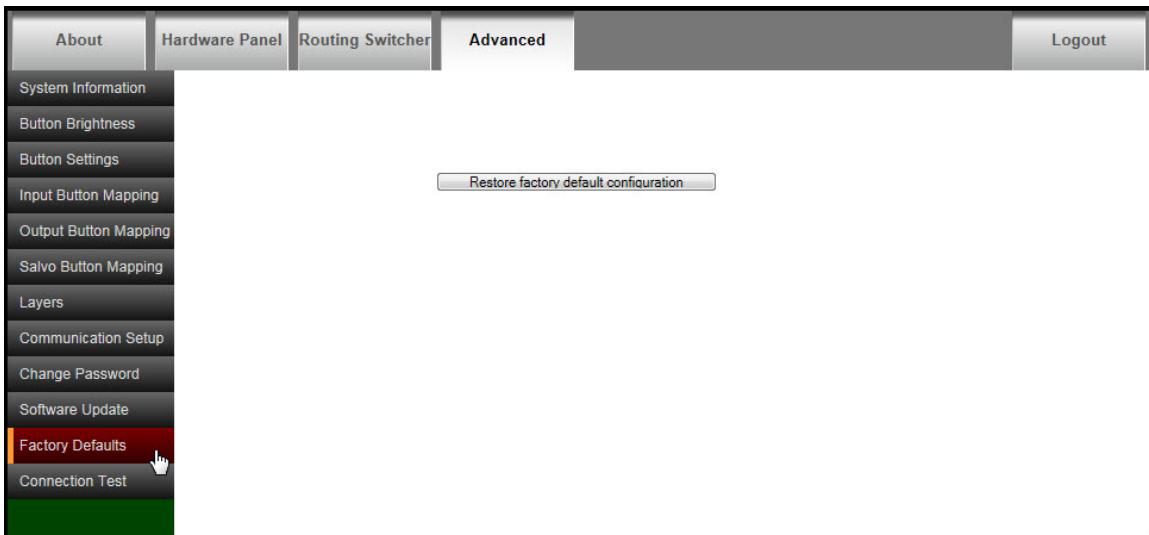 About
Hardware Panel
Routing Switcher
Advanced
Logout
System Information
Button Brightness
Button Settings
Input Button Mapping
Output Button Mapping
Salvo Button Mapping
Layers
Communication Setup
Change Password
Software Update
Factory Defaults
Connection Test
Restore factory default configuration